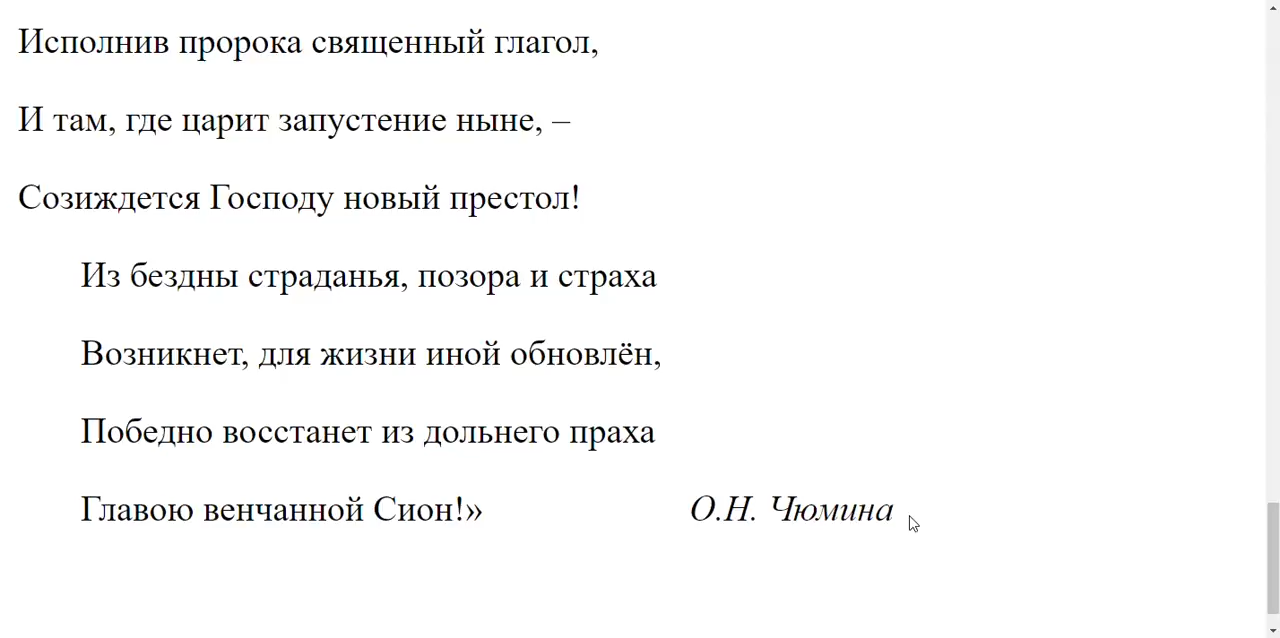 Исполнив пророка священный глагол,
И там, где царит запустение ныне, –
Созиждется Господу новый престол!
Из бездны страданья, позора и страха
Возникнет, для жизни иной обновлён,
Победно восстанет из дольнего праха
Главою венчанной Сион!» О.Н. Чюмина